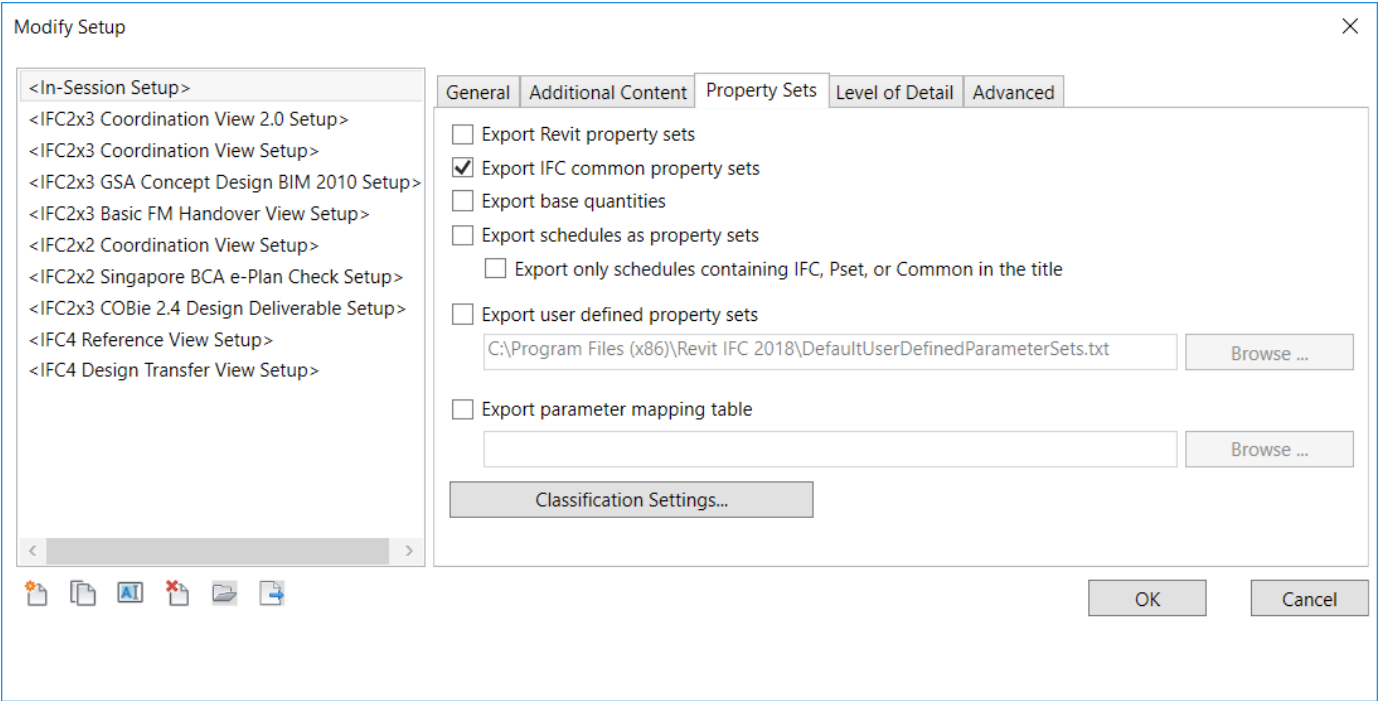 Modify Setup
<In-Session Setup>
<IFC2x3 Coordination View 2.0 Setup>
<IFC2x3 Coordination View Setup>
<IFC2x3 GSA Concept Design BIM 2010 Setup>
<IFC2x3 Basic FM Handover View Setup>
<IFC2x2 Coordination View Setup>
<IFC2x2 Singapore BCA e-Plan Check Setup>
<IFC2x3 COBie 2.4 Design Deliverable Setup>
<IFC4 Reference View Setup>
<IFC4 Design Transfer View Setup>
General Additional Content Property Sets Level of Detail Advanced
Export Revit property sets
Export IFC common property sets
Export base quantities
Export schedules as property sets
Export only schedules containing IFC, Pset, or Common in the title
Export user defined property sets
C:\Program Files (x86)\Revit IFC 2018\DefaultUserDefinedParameterSets.txt Browse ...
Export parameter mapping table
Browse ...
Classification Settings...
AI
OK Cancel